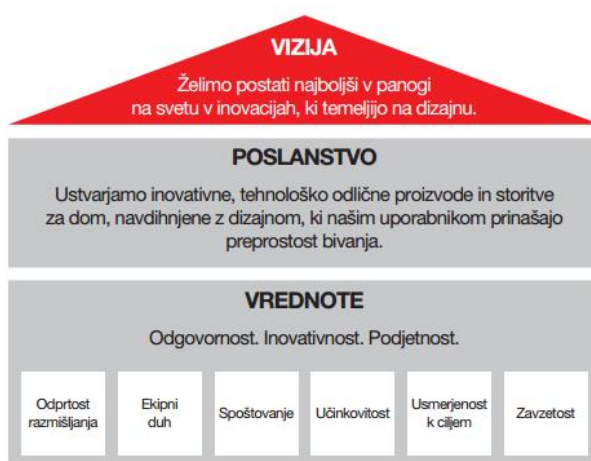 VIZIJA
Želimo postati najboljši v panogi
na svetu v inovacijah, ki temeljijo na dizajnu.
POSLANSTVO
Ustvarjamo inovativne, tehnološko odlične proizvode in storitve
za dom, navdihnjene z dizajnom, ki našim uporabnikom prinašajo
preprostost bivanja.
VREDNOTE
Odgovornost. Inovativnost. Podjetnost.
Odprtost
razmišljanja
Ekipni
duh
Spoštovanje
Učinkovitost
Usmerjenost
k ciljem
Zavzetost